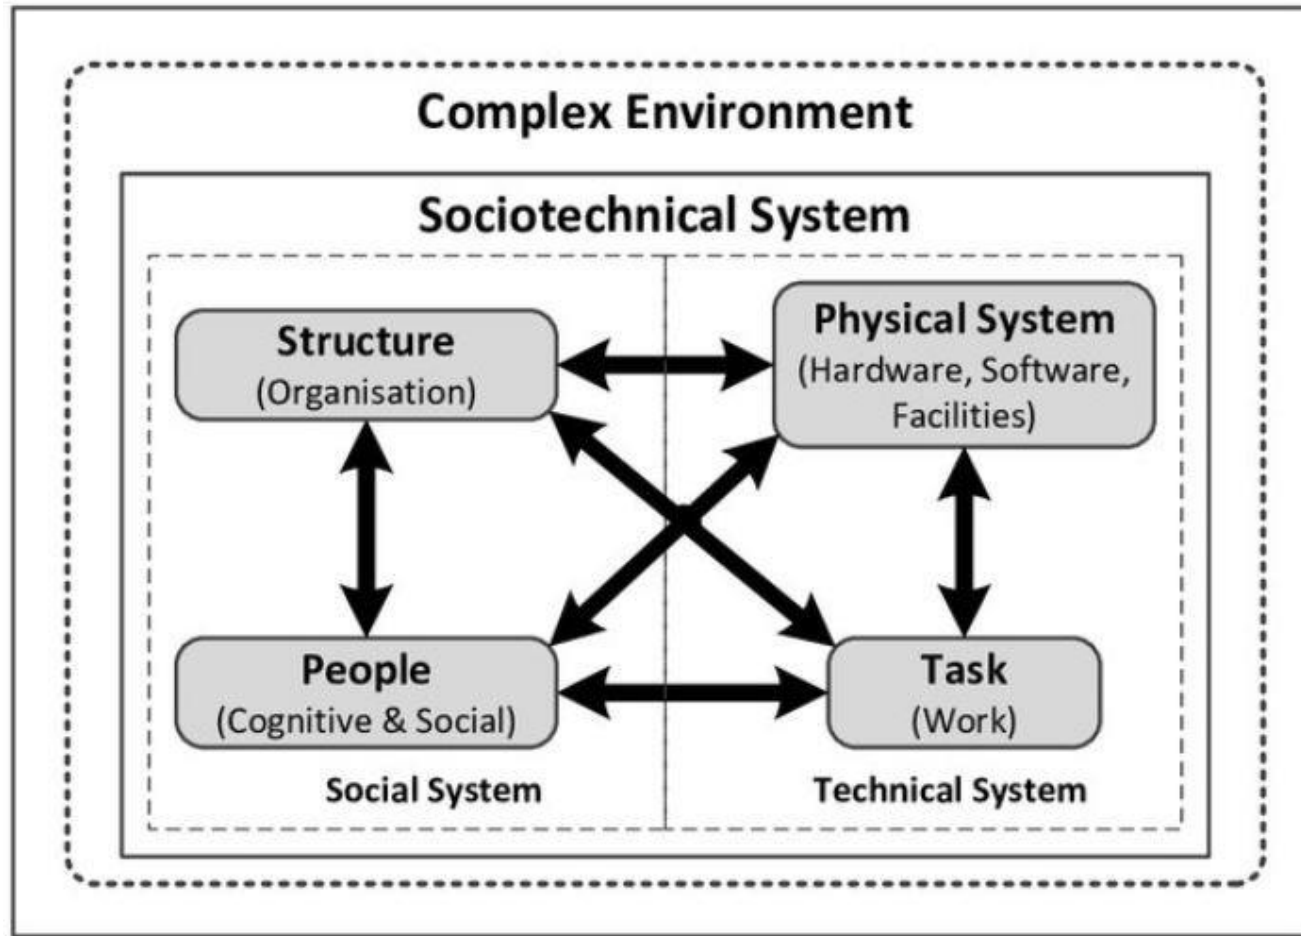 Complex Environment
Sociotechnical System
Structure
(Organisation)
Physical System
(Hardware, Software,
Facilities)
People
(Cognitive & Social)
Task
(Work)
Social System
Technical System